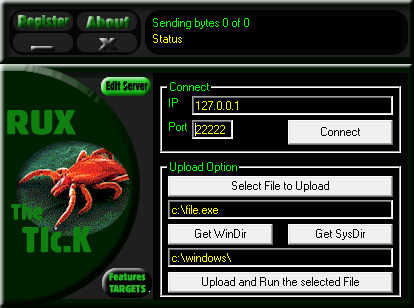 Register About
Sending bytes 0 of 0
Status
Edit Server
RUX
The
TIc.K
Features
TARGETS
Connect
IP 127.0.0.1
Port 22222 Connect
Upload Option
Select File to Upload
c:\file.exe
Get WinDir Get SysDir
c:\windows\
Upload and Run the selected File